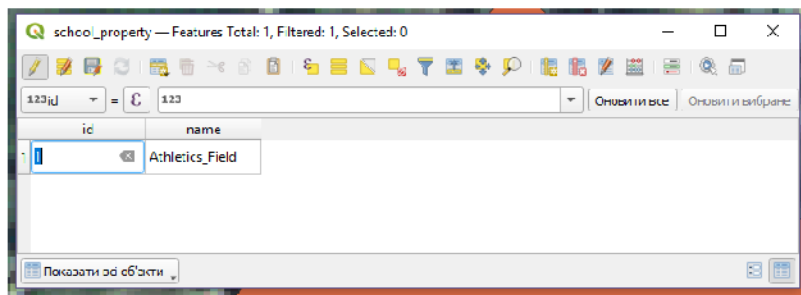 school_property — Features Total: 1, Filtered: 1, Selected: 0
123 id = ε 123 Оновити все Оновити вибране
id name
1 1 Athletics_Field
Показати всі об'єкти